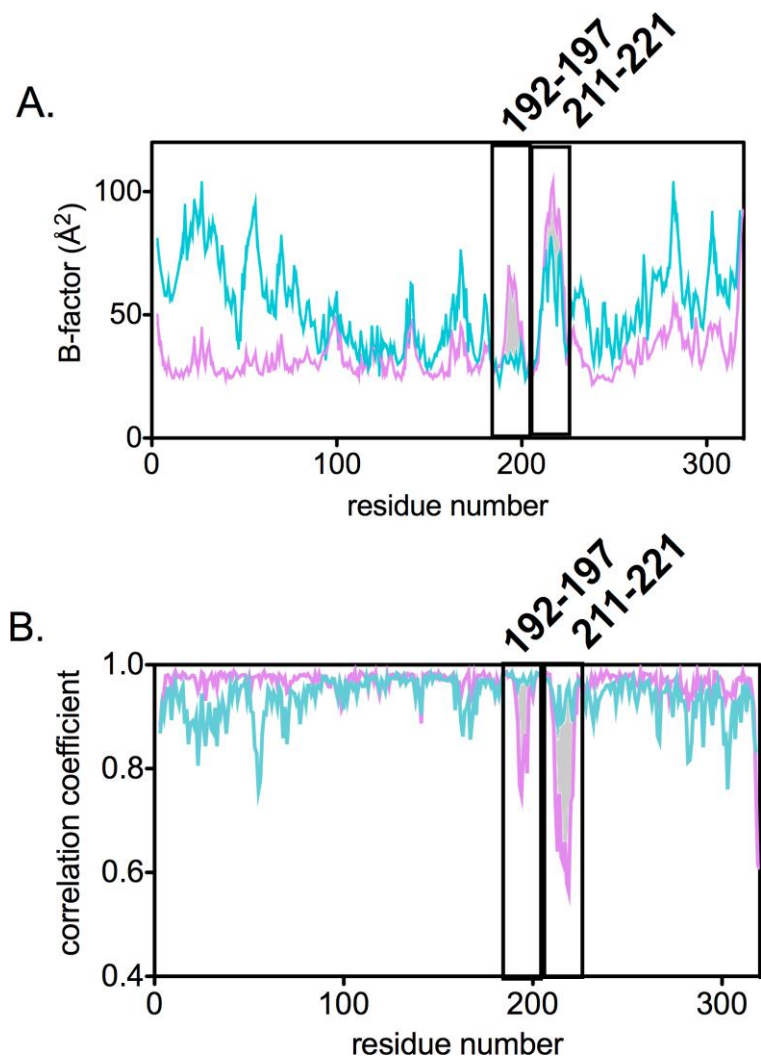 A.
192-197
211-221
B-factor (Å²)
100
50
0
0 100 200 300
residue number
B.
192-197
211-221
correlation coefficient
1.0
0.8
0.6
0.4
0 100 200 300
residue number